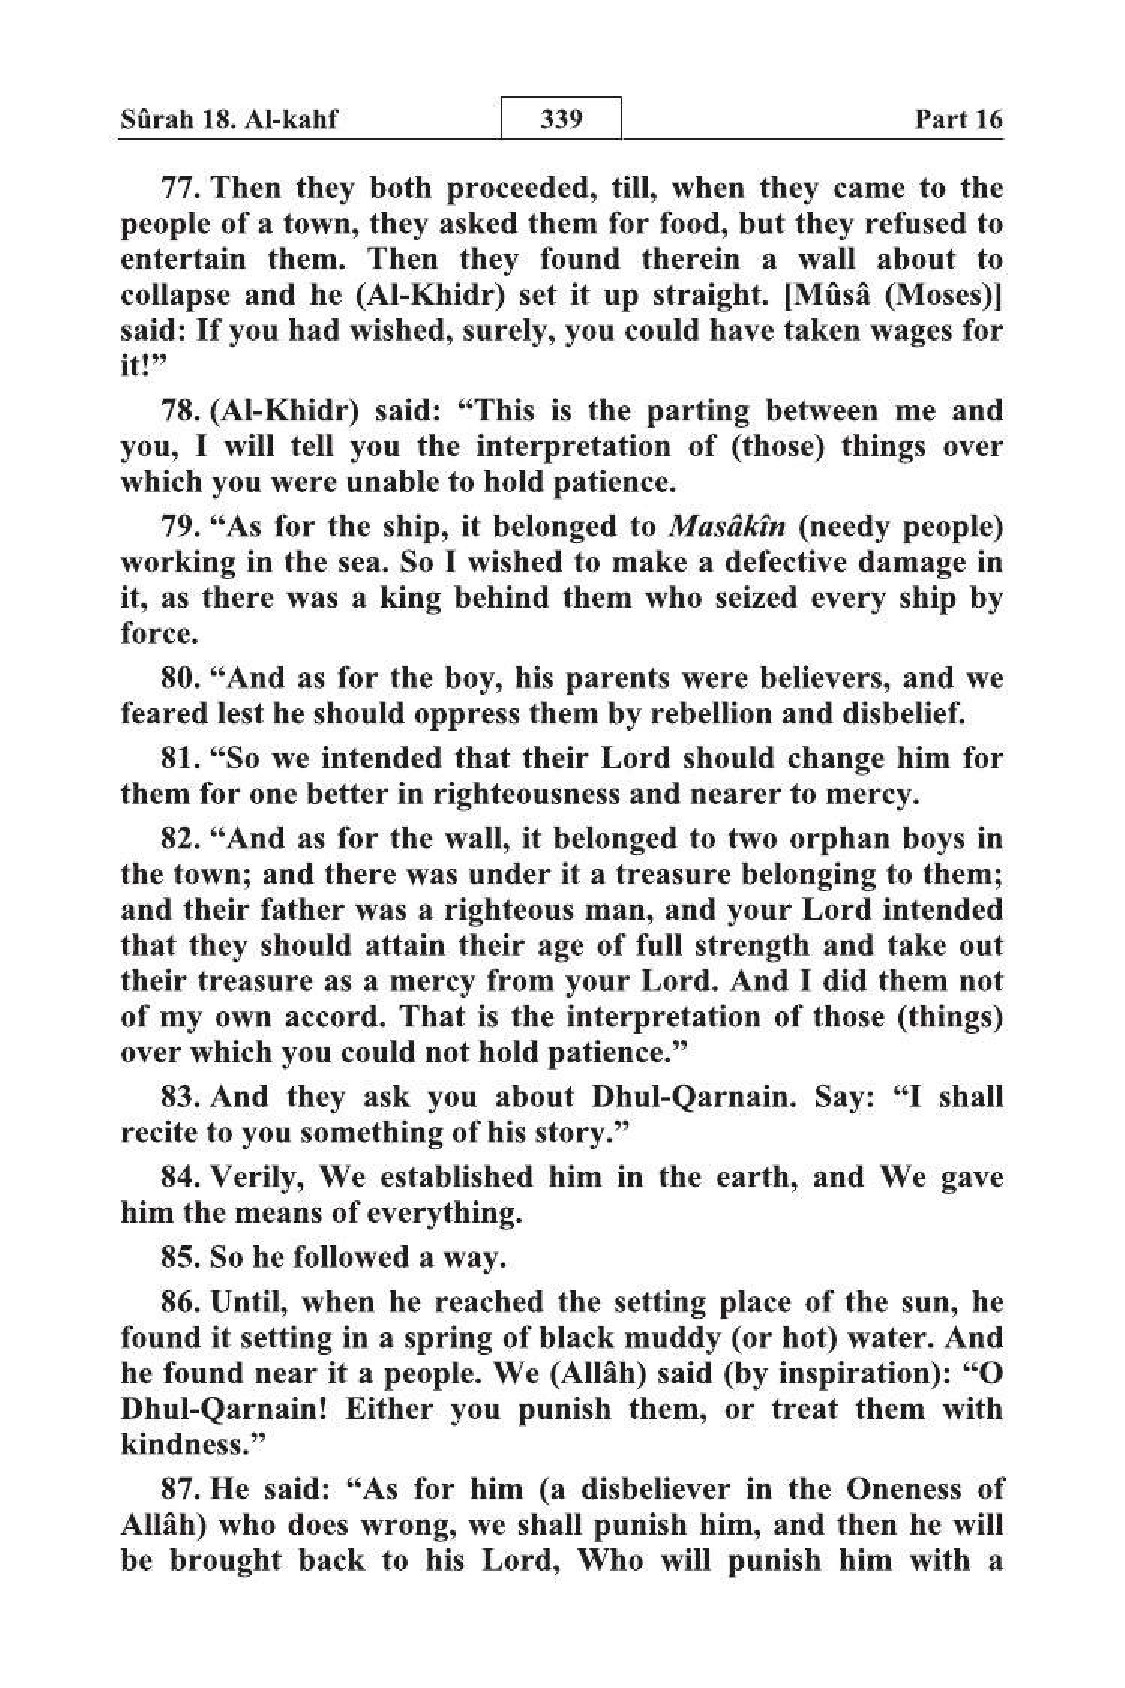 Sûrah 18. Al-kahf 339 Part 16
77. Then they both proceeded, till, when they came to the
people of a town, they asked them for food, but they refused to
entertain them. Then they found therein a wall about to
collapse and he (Al-Khidr) set it up straight. [Mûsâ (Moses)]
said: If you had wished, surely, you could have taken wages for
it!”
78. (Al-Khidr) said: “This is the parting between me and
you, I will tell you the interpretation of (those) things over
which you were unable to hold patience.
79. “As for the ship, it belonged to Masâkîn (needy people)
working in the sea. So I wished to make a defective damage in
it, as there was a king behind them who seized every ship by
force.
80. “And as for the boy, his parents were believers, and we
feared lest he should oppress them by rebellion and disbelief.
81. “So we intended that their Lord should change him for
them for one better in righteousness and nearer to mercy.
82. “And as for the wall, it belonged to two orphan boys in
the town; and there was under it a treasure belonging to them;
and their father was a righteous man, and your Lord intended
that they should attain their age of full strength and take out
their treasure as a mercy from your Lord. And I did them not
of my own accord. That is the interpretation of those (things)
over which you could not hold patience.”
83. And they ask you about Dhul-Qarnain. Say: “I shall
recite to you something of his story.”
84. Verily, We established him in the earth, and We gave
him the means of everything.
85. So he followed a way.
86. Until, when he reached the setting place of the sun, he
found it setting in a spring of black muddy (or hot) water. And
he found near it a people. We (Allâh) said (by inspiration): “O
Dhul-Qarnain! Either you punish them, or treat them with
kindness.”
87. He said: “As for him (a disbeliever in the Oneness of
Allâh) who does wrong, we shall punish him, and then he will
be brought back to his Lord, Who will punish him with a